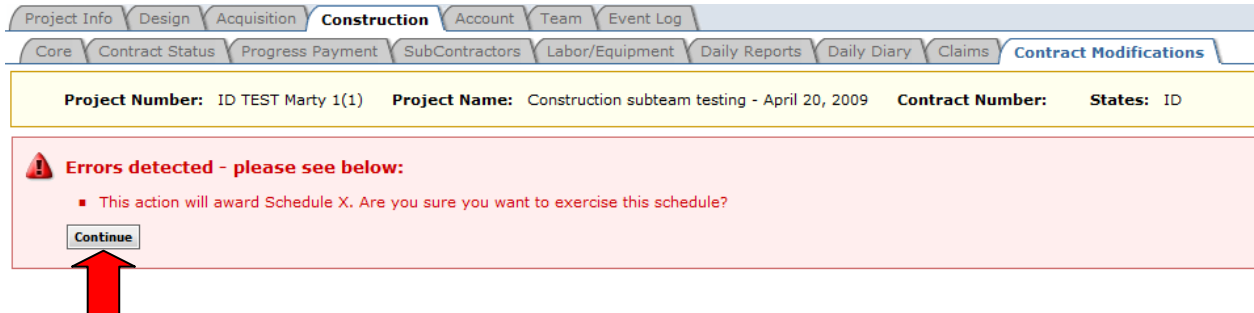 Project Info Design Acquisition Construction Account Team Event Log
Core Contract Status Progress Payment SubContractors Labor/Equipment Daily Reports Daily Diary Claims Contract Modifications
Project Number: ID TEST Marty 1(1) Project Name: Construction subteam testing - April 20, 2009 Contract Number: States: ID
Errors detected - please see below:
This action will award Schedule X. Are you sure you want to exercise this schedule?
Continue